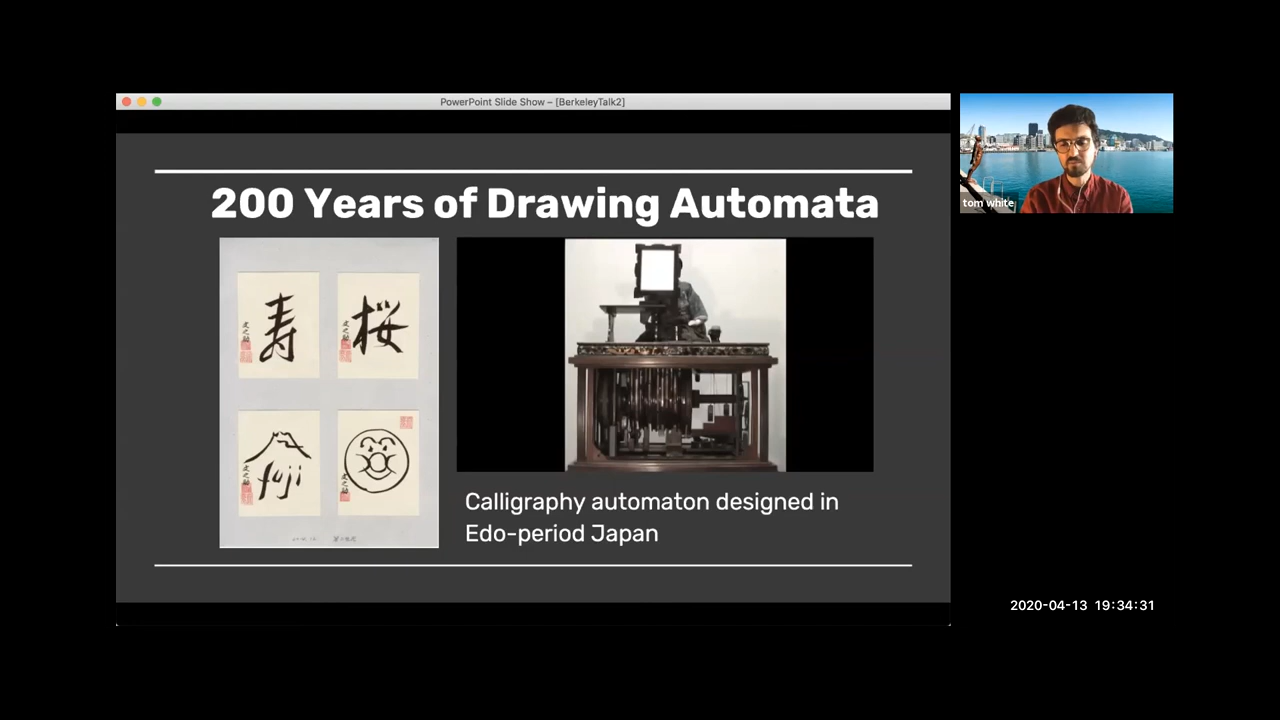 PowerPoint Slide Show – [BerkeleyTalk2]
200 Years of Drawing Automata
寿
桜
fuji
Calligraphy automaton designed in
Edo-period Japan
tom white
2020-04-13 19:34:31